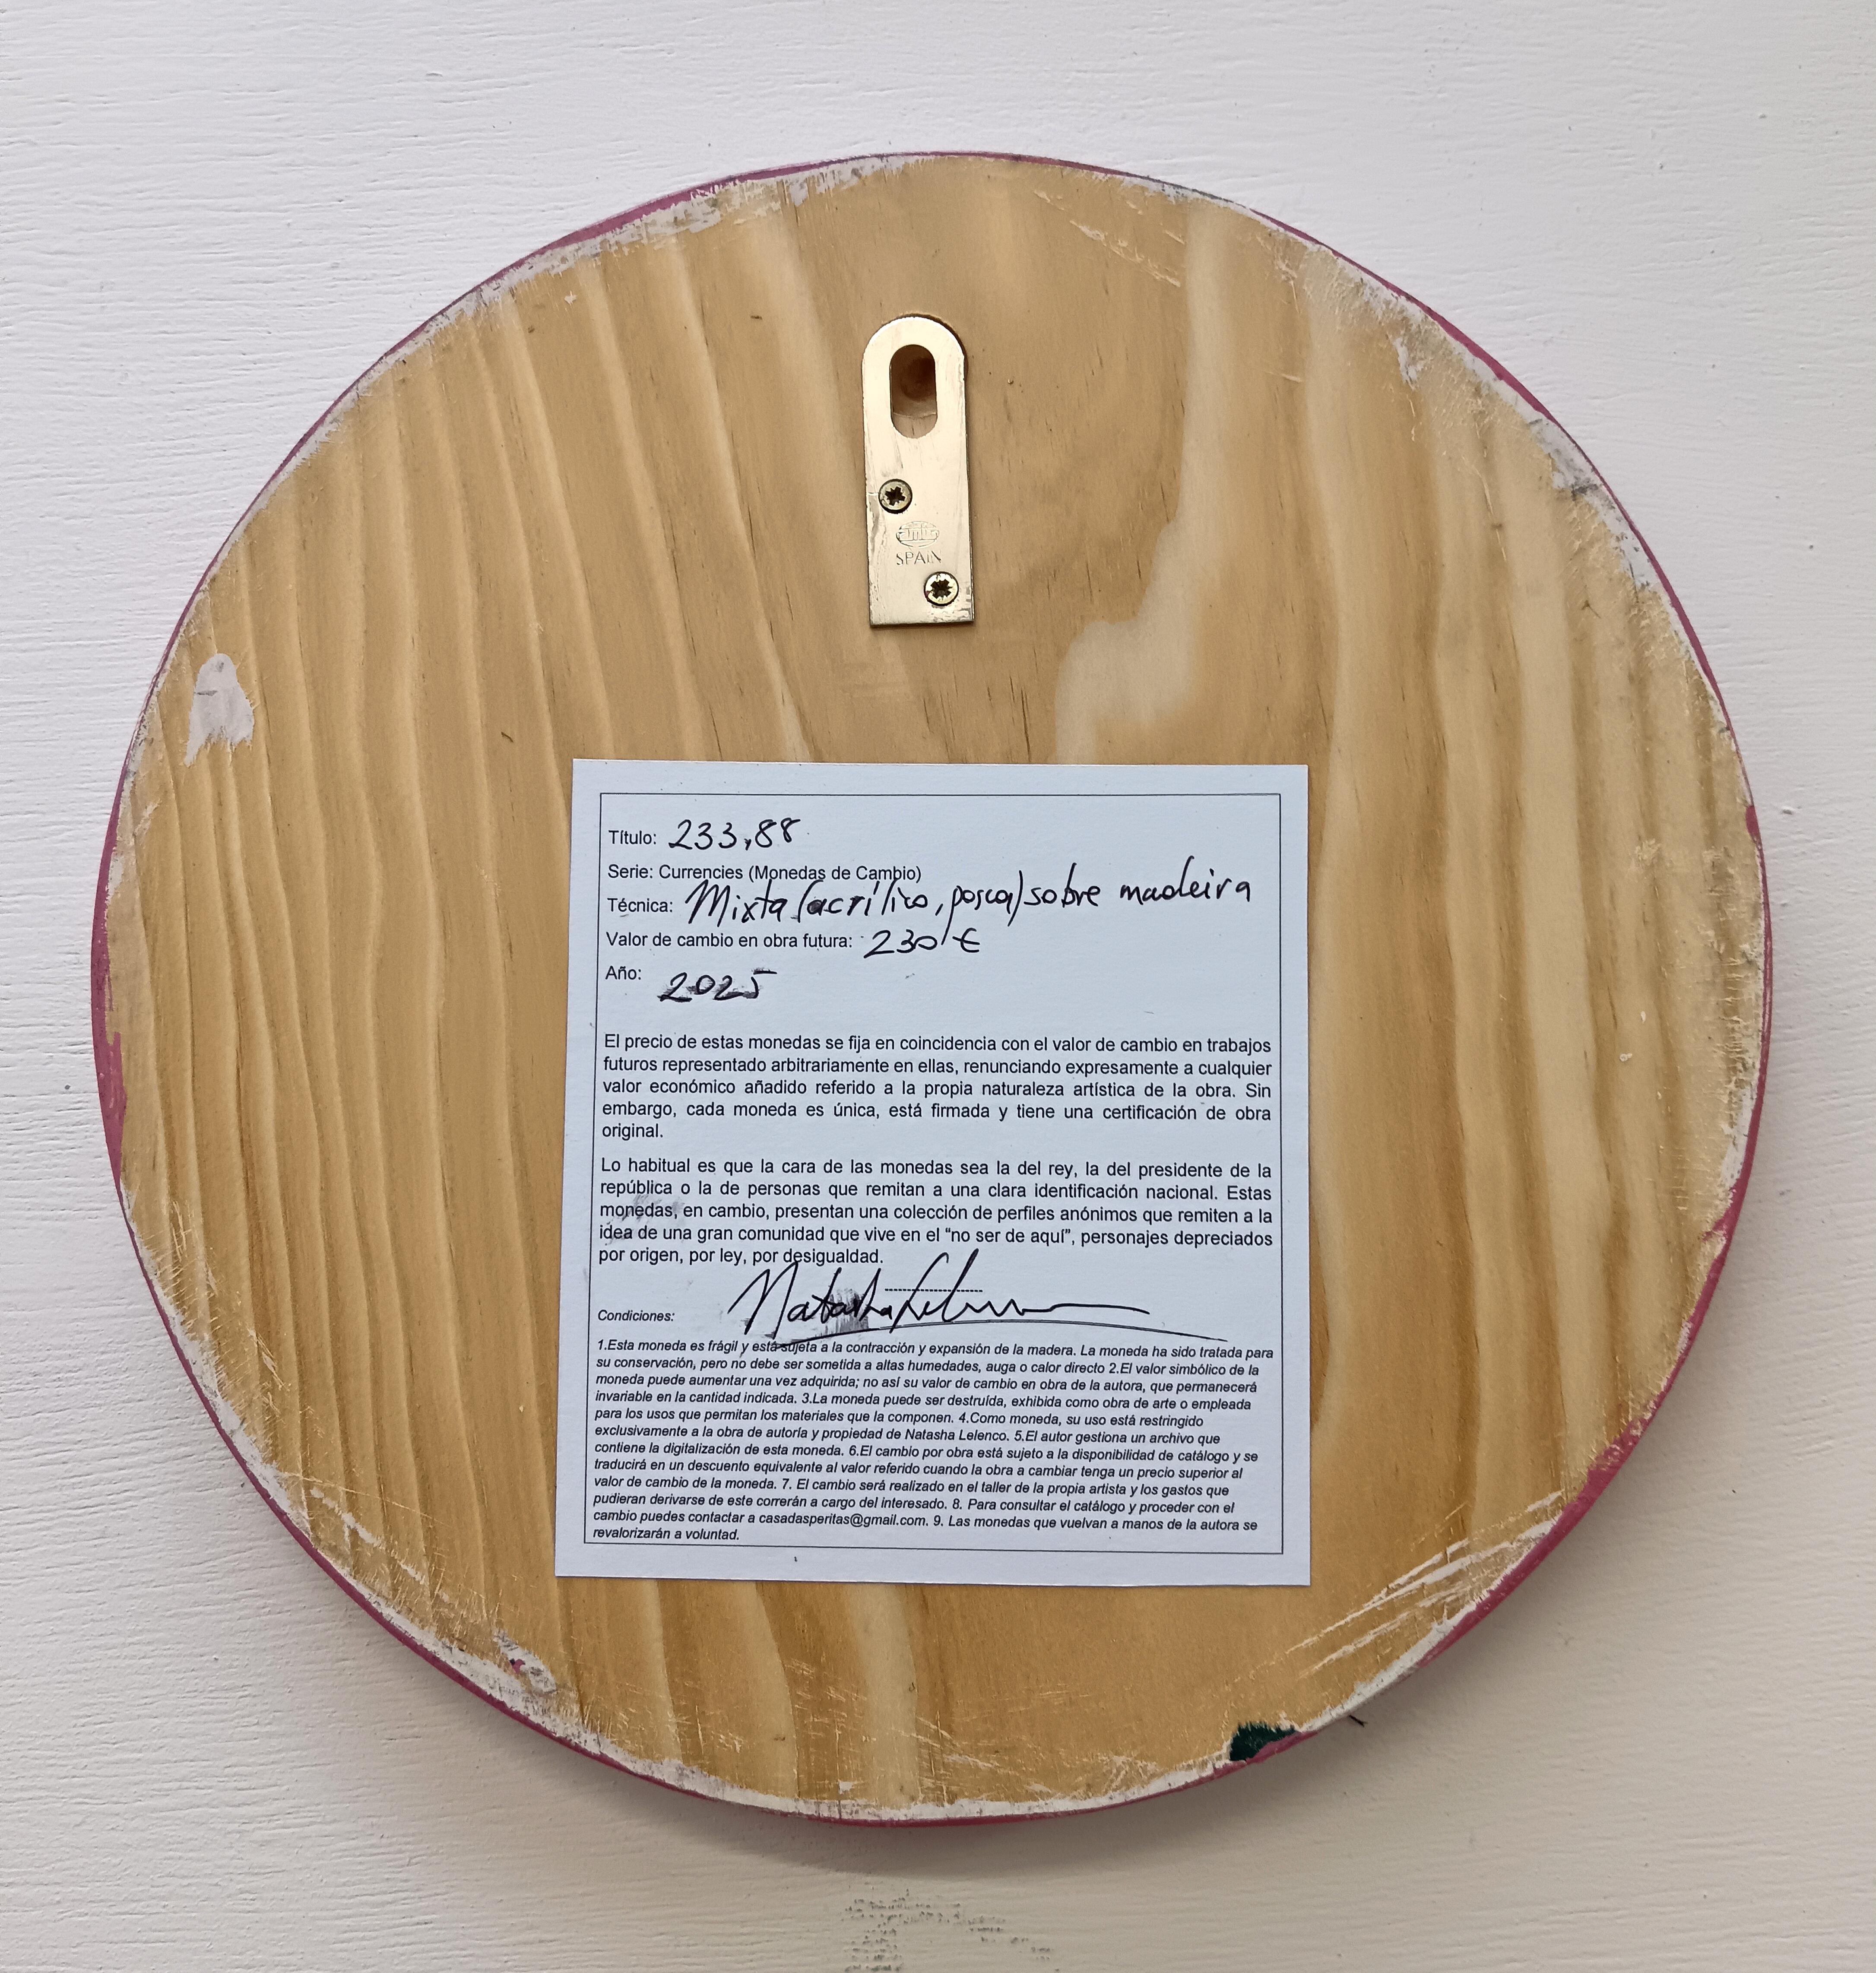 SPAIN
Título: 233,88
Serie: Currencies (Monedas de Cambio)
Técnica: Mixta (acrílico, posca) sobre madeira
Valor de cambio en obra futura: 230 €
Año: 2025
El precio de estas monedas se fija en coincidencia con el valor de cambio en trabajos
futuros representado arbitrariamente en ellas, renunciando expresamente a cualquier
valor económico añadido referido a la propia naturaleza artística de la obra. Sin
embargo, cada moneda es única, está firmada y tiene una certificación de obra
original.
Lo habitual es que la cara de las monedas sea la del rey, la del presidente de la
república o la de personas que remitan a una clara identificación nacional. Estas
monedas, en cambio, presentan una colección de perfiles anónimos que remiten a la
idea de una gran comunidad que vive en el “no ser de aquí”, personajes depreciados
por origen, por ley, por desigualdad.
Natasha Lelenco
Condiciones:
1.Esta moneda es frágil y está sujeta a la contracción y expansión de la madera. La moneda ha sido tratada para
su conservación, pero no debe ser sometida a altas humedades, auga o calor directo 2.El valor simbólico de la
moneda puede aumentar una vez adquirida; no así su valor de cambio en obra de la autora, que permanecerá
invariable en la cantidad indicada. 3.La moneda puede ser destruída, exhibida como obra de arte o empleada
para los usos que permitan los materiales que la componen. 4.Como moneda, su uso está restringido
exclusivamente a la obra de autoría y propiedad de Natasha Lelenco. 5.El autor gestiona un archivo que
contiene la digitalización de esta moneda. 6.El cambio por obra está sujeto a la disponibilidad de catálogo y se
traducirá en un descuento equivalente al valor referido cuando la obra a cambiar tenga un precio superior al
valor de cambio de la moneda. 7. El cambio será realizado en el taller de la propia artista y los gastos que
pudieran derivarse de este correrán a cargo del interesado. 8. Para consultar el catálogo y proceder con el
cambio puedes contactar a casadasperitas@gmail.com. 9. Las monedas que vuelvan a manos de la autora se
revalorizarán a voluntad.